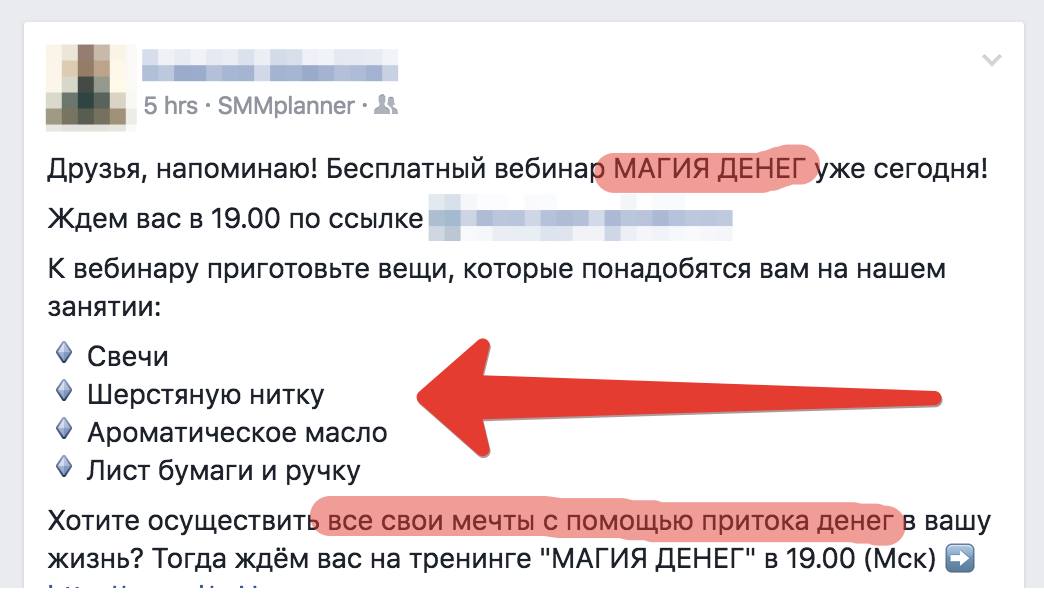 5 hrs · SMMplanner ·
Друзья, напоминаю! Бесплатный вебинар МАГИЯ ДЕНЕГ уже сегодня!
Ждем вас в 19.00 по ссылке
К вебинару приготовьте вещи, которые понадобятся вам на нашем
занятии:
Свечи
Шерстяную нитку
Ароматическое масло
Лист бумаги и ручку
Хотите осуществить все свои мечты с помощью притока денег в вашу
жизнь? Тогда ждём вас на тренинге "МАГИЯ ДЕНЕГ" в 19.00 (Мск)